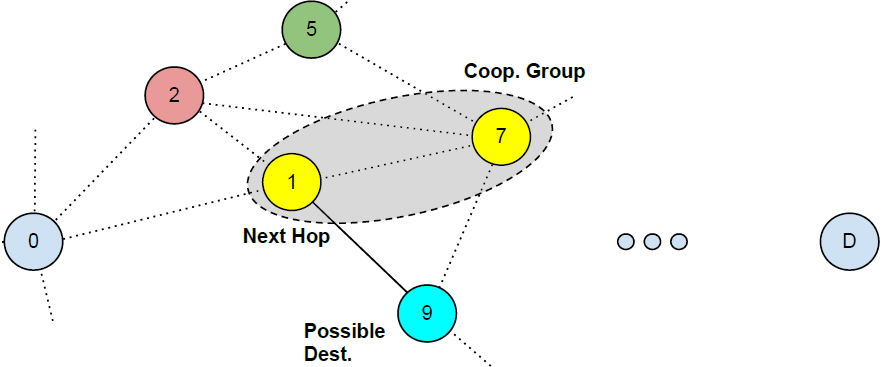 5
Coop. Group
2
7
1
Next Hop
0
D
9
Possible
Dest.